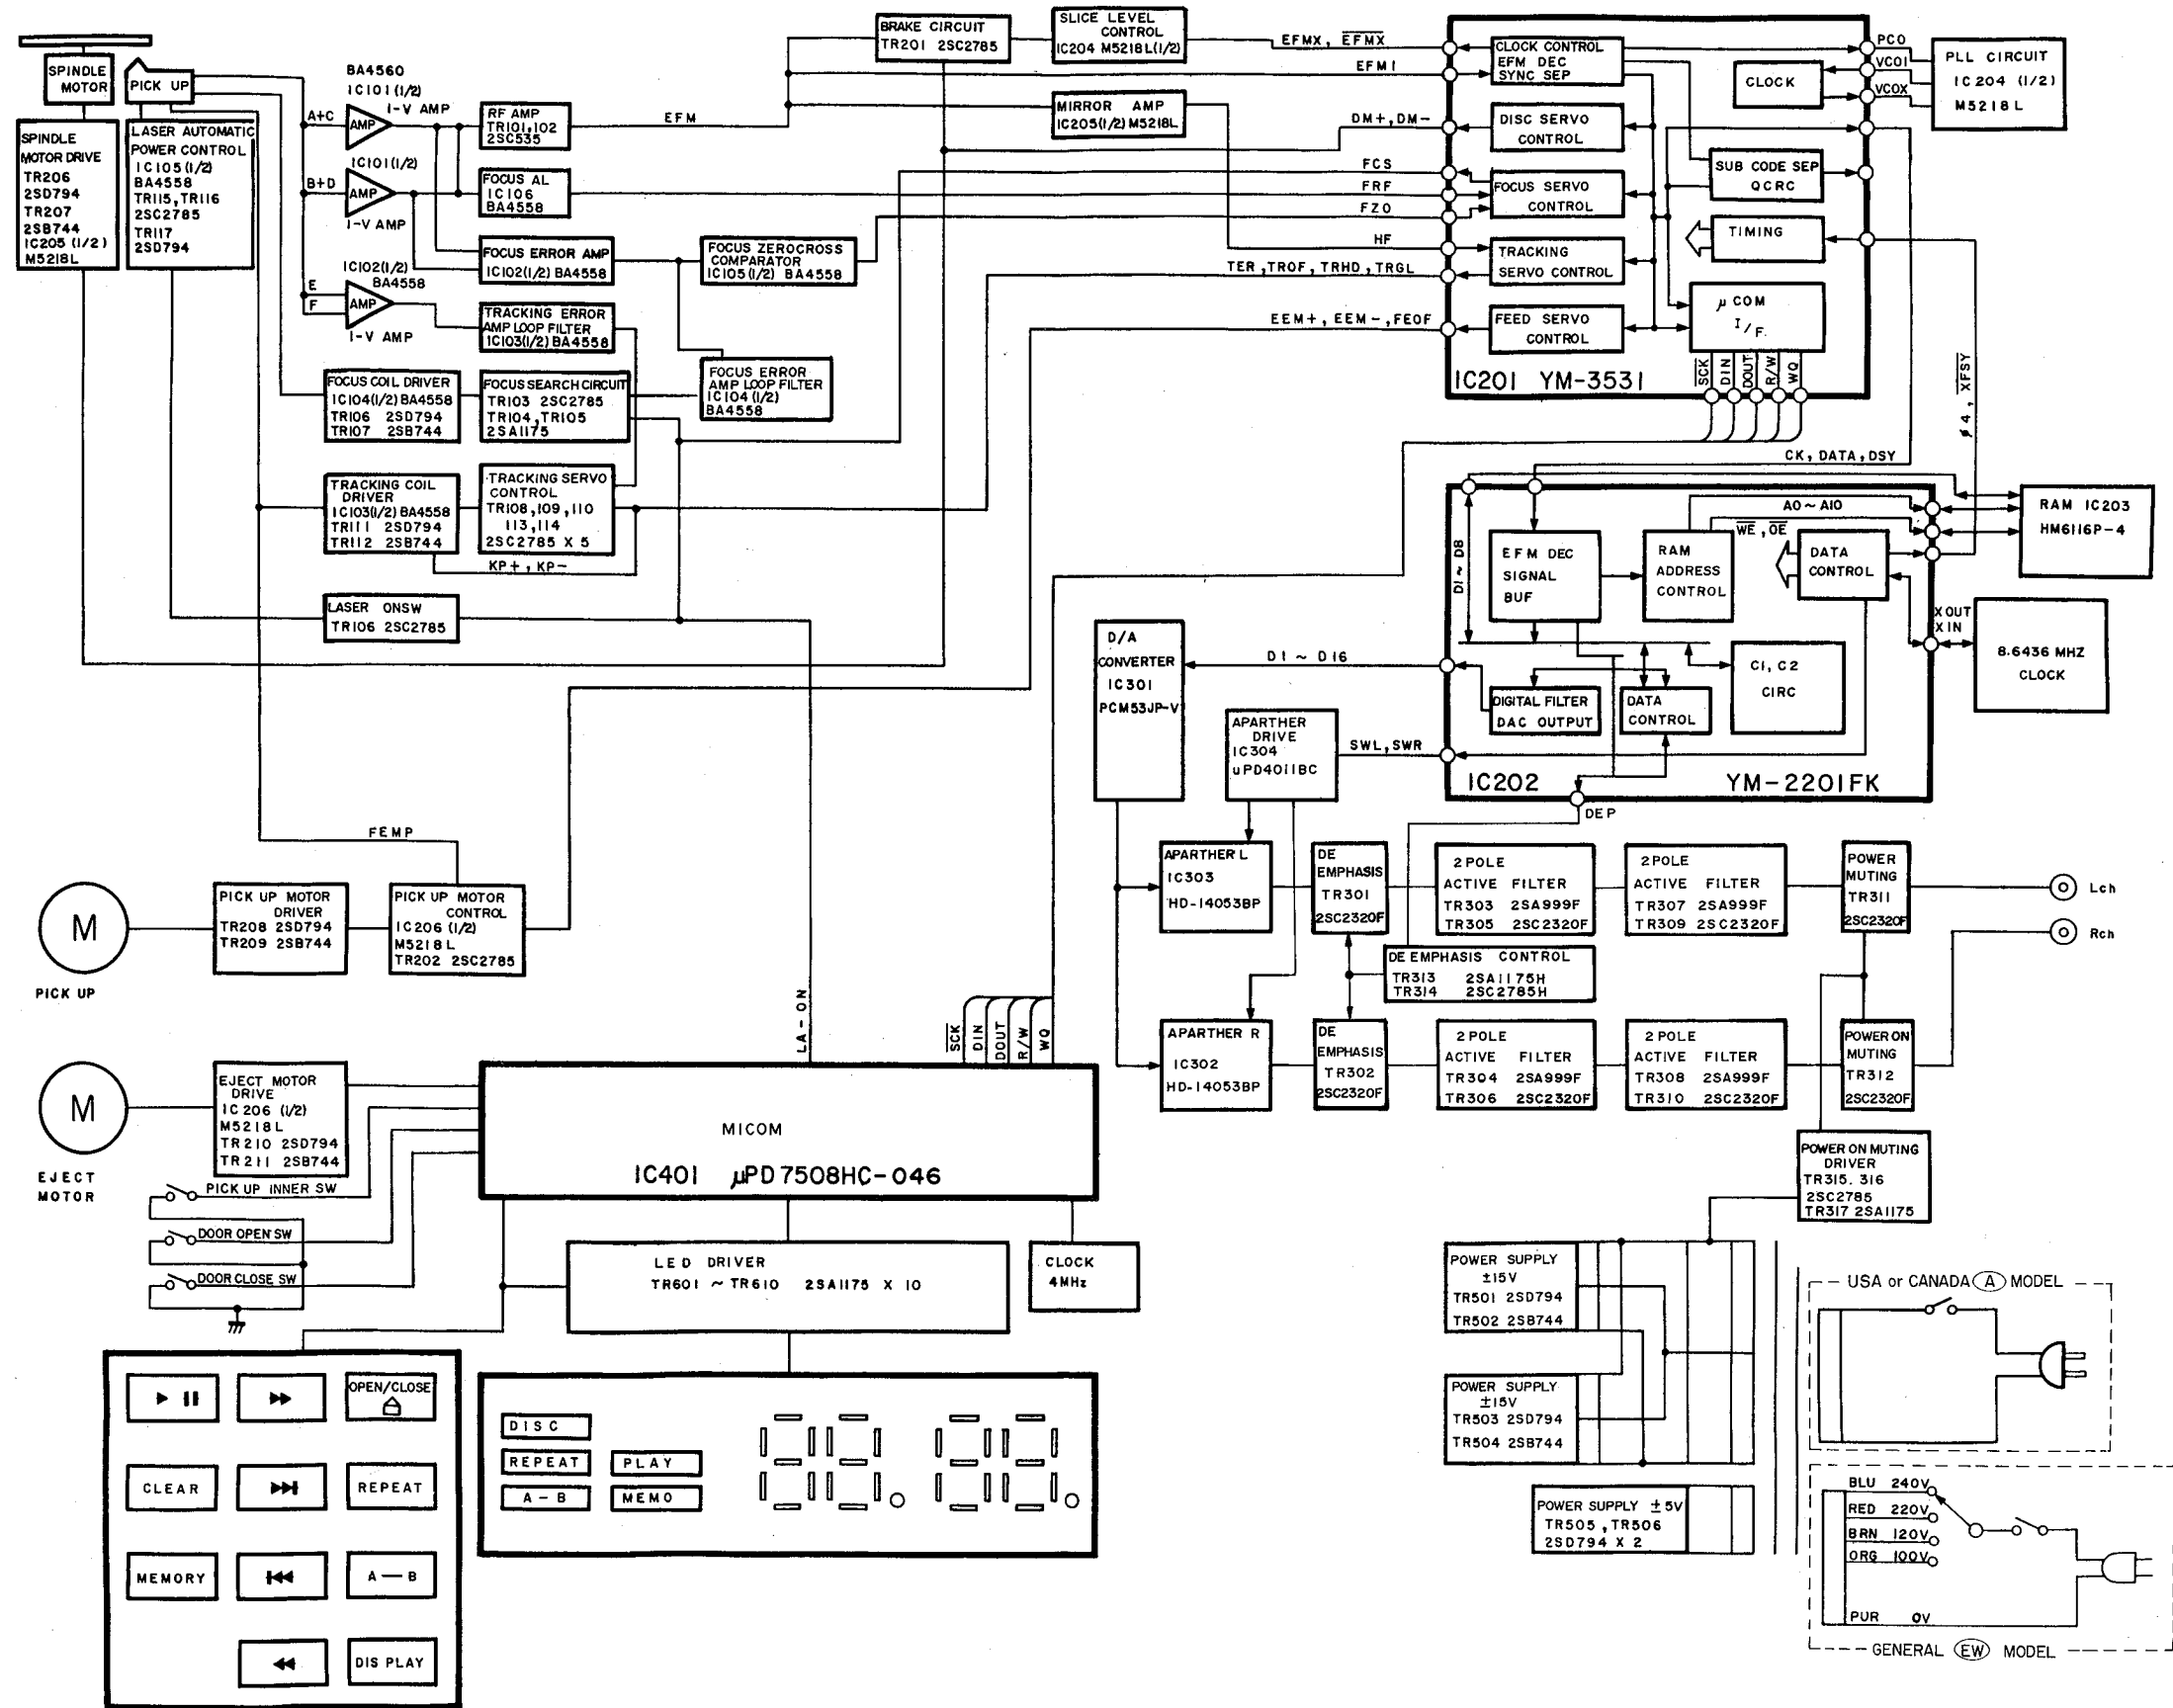 SPINDLE
MOTOR
PICK UP
SPINDLE
MOTOR DRIVE
TR206
2SD794
TR207
2SB744
IC205 (1/2)
M5218L
LASER AUTOMATIC
POWER CONTROL
IC105 (1/2)
BA4558
TR115, TR116
2SC2785
TR117
2SD794
BA4560
IC101 (1/2)
I-V AMP
A+C
AMP
IC101 (1/2)
B+D
AMP
I-V AMP
IC102 (1/2)
BA4558
E
F
AMP
I-V AMP
RF AMP
TR101, 102
2SC535
EFM
FOCUS AL
IC106
BA4558
FOCUS ERROR AMP
IC102 (1/2) BA4558
TRACKING ERROR
AMP LOOP FILTER
IC103 (1/2) BA4558
FOCUS ZEROCROSS
COMPARATOR
IC105 (1/2) BA4558
FOCUS ERROR
AMP LOOP FILTER
IC104 (1/2)
BA4558
FOCUS COIL DRIVER
IC104 (1/2) BA4558
TR106 2SD794
TR107 2SB744
FOCUS SEARCH CIRCUIT
TR103 2SC2785
TR104, TR105
2SA1175
TRACKING COIL
DRIVER
IC103 (1/2) BA4558
TR111 2SD794
TR112 2SB744
TRACKING SERVO
CONTROL
TR108, 109, 110
113, 114
2SC2785 X 5
KP+, KP-
LASER ONSW
TR106 2SC2785
BRAKE CIRCUIT
TR201 2SC2785
SLICE LEVEL
CONTROL
IC204 M5218L (1/2)
MIRROR AMP
IC205 (1/2) M5218L
EFMX, EFMX
EFMI
DM+, DM-
FCS
FRF
FZO
HF
TER, TROF, TRHD, TRGL
EEM+, EEM-, FEOF
CLOCK CONTROL
EFM DEC
SYNC SEP
DISC SERVO
CONTROL
FOCUS SERVO
CONTROL
TRACKING
SERVO CONTROL
FEED SERVO
CONTROL
CLOCK
SUB CODE SEP
QCRC
TIMING
μ COM
I/F.
SCK
DIN
DOUT
R/W
WQ
IC201 YM-3531
PCO
VCOI
VCOX
PLL CIRCUIT
IC204 (1/2)
M5218L
ø4, XFSY
CK, DATA, DSY
D1 ~ D8
A0 ~ A10
WE, OE
EFM DEC
SIGNAL
BUF
RAM
ADDRESS
CONTROL
DATA
CONTROL
RAM IC203
HM6116P-4
X OUT
X IN
8.6436 MHZ
CLOCK
C1, C2
CIRC
DIGITAL FILTER
DAC OUTPUT
DATA
CONTROL
IC202 YM-2201FK
DEP
D/A
CONVERTER
IC301
PCM53JP-V
D1 ~ D16
APARTHER
DRIVE
IC304
uPD4011BC
SWL, SWR
FEMP
M
PICK UP
PICK UP MOTOR
DRIVER
TR208 2SD794
TR209 2SB744
PICK UP MOTOR
CONTROL
IC206 (1/2)
M5218L
TR202 2SC2785
APARTHER L
IC303
HD-14053BP
DE
EMPHASIS
TR301
2SC2320F
2 POLE
ACTIVE FILTER
TR303 2SA999F
TR305 2SC2320F
2 POLE
ACTIVE FILTER
TR307 2SA999F
TR309 2SC2320F
POWER
MUTING
TR311
2SC2320F
Lch
Rch
DE EMPHASIS CONTROL
TR313 2SA1175H
TR314 2SC2785H
APARTHER R
IC302
HD-14053BP
DE
EMPHASIS
TR302
2SC2320F
2 POLE
ACTIVE FILTER
TR304 2SA999F
TR306 2SC2320F
2 POLE
ACTIVE FILTER
TR308 2SA999F
TR310 2SC2320F
POWER ON
MUTING
TR312
2SC2320F
POWER ON MUTING
DRIVER
TR315. 316
2SC2785
TR317 2SA1175
M
EJECT
MOTOR
EJECT MOTOR
DRIVE
IC206 (1/2)
M5218L
TR210 2SD794
TR211 2SB744
PICK UP INNER SW
DOOR OPEN SW
DOOR CLOSE SW
LA-ON
SCK
DIN
DOUT
R/W
WQ
MICOM
IC401 μPD7508HC-046
LED DRIVER
TR601 ~ TR610 2SA1175 X 10
CLOCK
4MHz
OPEN/CLOSE
CLEAR
REPEAT
MEMORY
A — B
DISPLAY
DISC
REPEAT
PLAY
A - B
MEMO
POWER SUPPLY
±15V
TR501 2SD794
TR502 2SB744
POWER SUPPLY
±15V
TR503 2SD794
TR504 2SB744
POWER SUPPLY ±5V
TR505, TR506
2SD794 X 2
USA or CANADA A MODEL
BLU 240V
RED 220V
BRN 120V
ORG 100V
PUR 0V
GENERAL EW MODEL